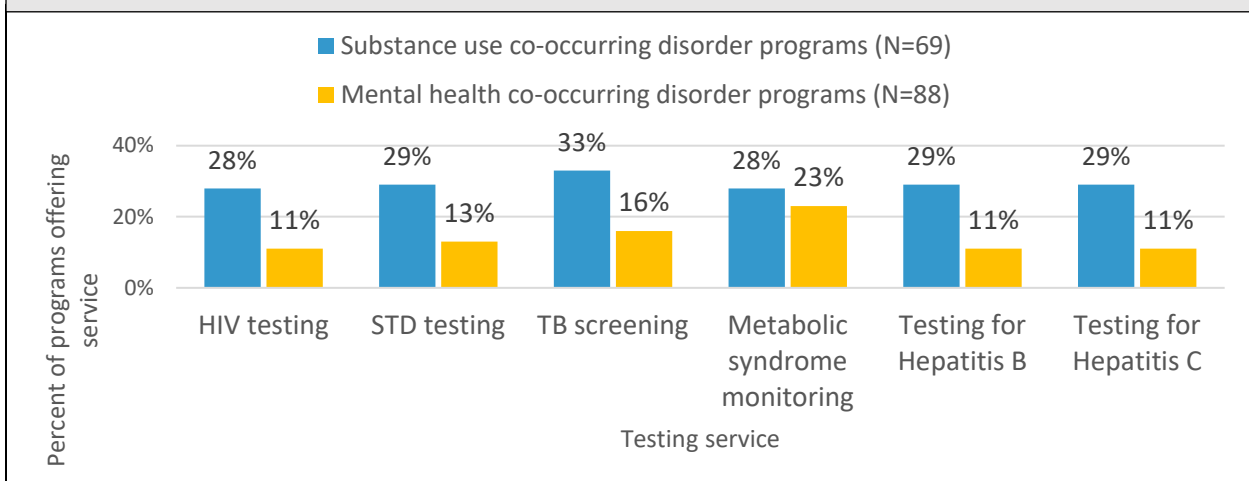 Substance use co-occurring disorder programs (N=69)
Mental health co-occurring disorder programs (N=88)
Percent of programs offering
service
40%
20%
0%
28%
11%
29%
13%
33%
16%
28%
23%
29%
11%
29%
11%
HIV testing
STD testing
TB screening
Metabolic
syndrome
monitoring
Testing for
Hepatitis B
Testing for
Hepatitis C
Testing service